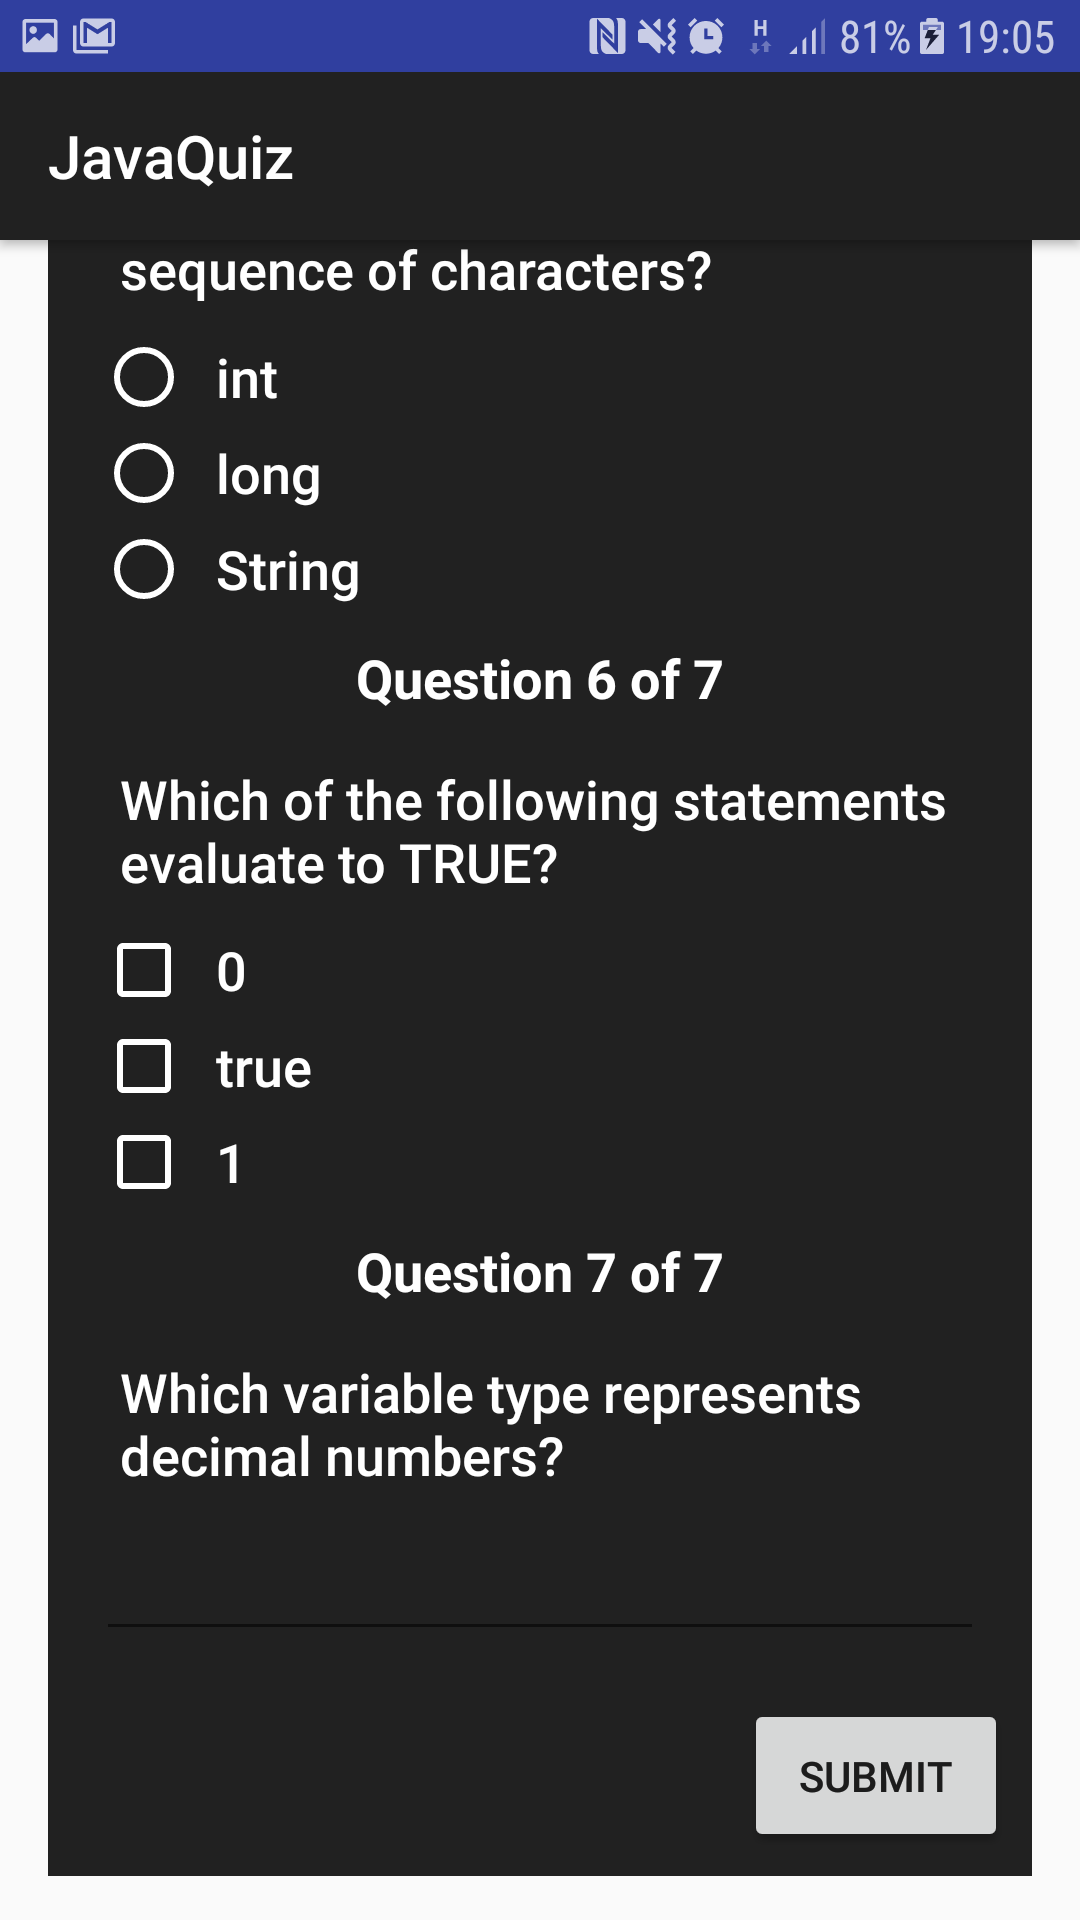 H 81% 19:05
JavaQuiz
sequence of characters?
int
long
String
Question 6 of 7
Which of the following statements
evaluate to TRUE?
0
true
1
Question 7 of 7
Which variable type represents
decimal numbers?
SUBMIT